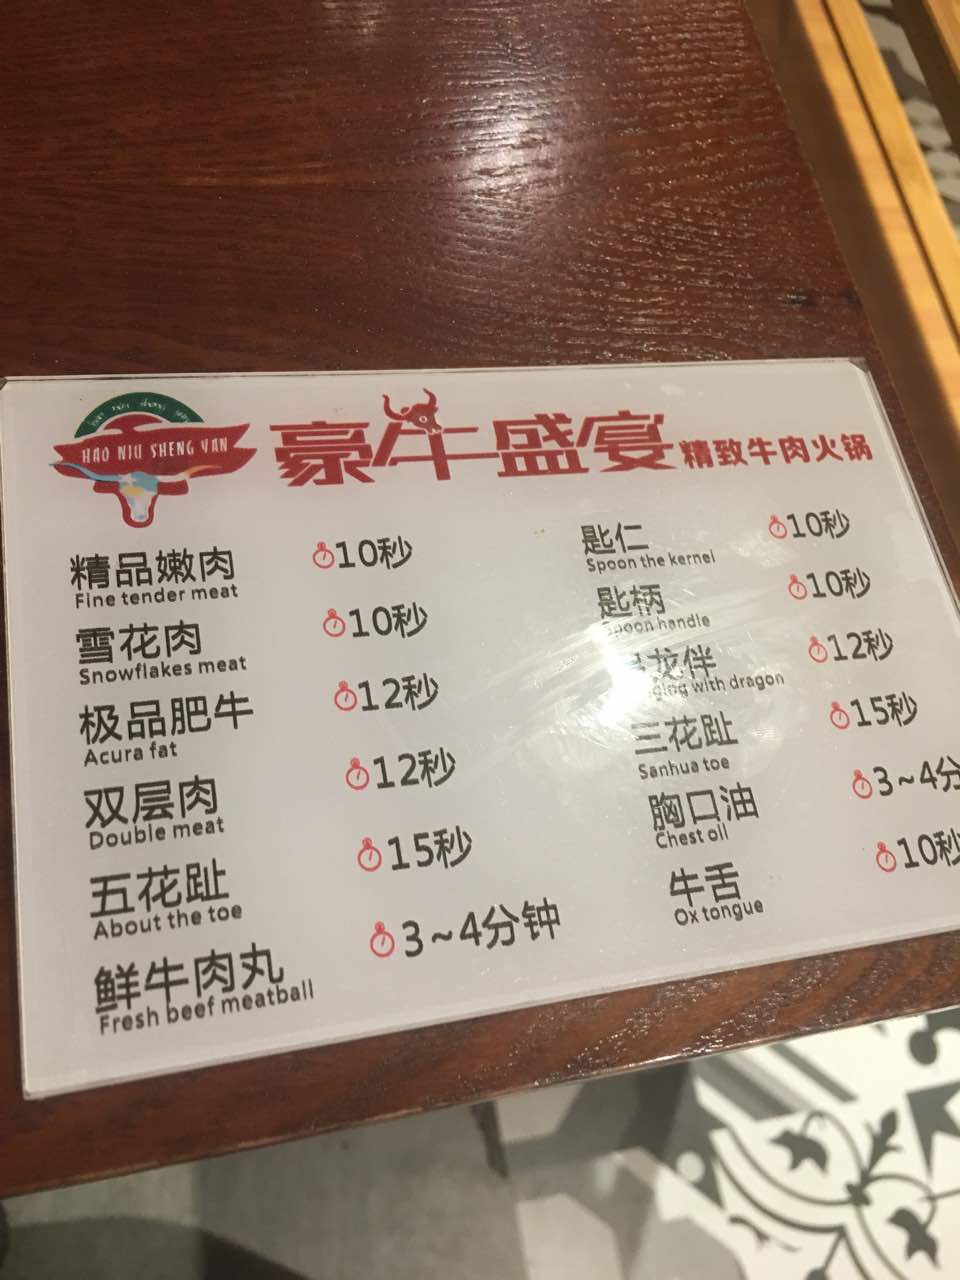 HAO NIU SHENG YAN
豪牛盛宴 精致牛肉火锅
精品嫩肉 10秒
Fine tender meat
雪花肉 10秒
Snowflakes meat
极品肥牛 12秒
Acura fat
双层肉 12秒
Double meat
五花趾 15秒
About the toe
鲜牛肉丸 3~4分钟
Fresh beef meatball
匙仁 10秒
Spoon the kernel
匙柄 10秒
Spoon handle
龙伴 12秒
with dragon
三花趾 15秒
Sanhua toe
胸口油 3~4分
Chest oil
牛舌 10秒
Ox tongue